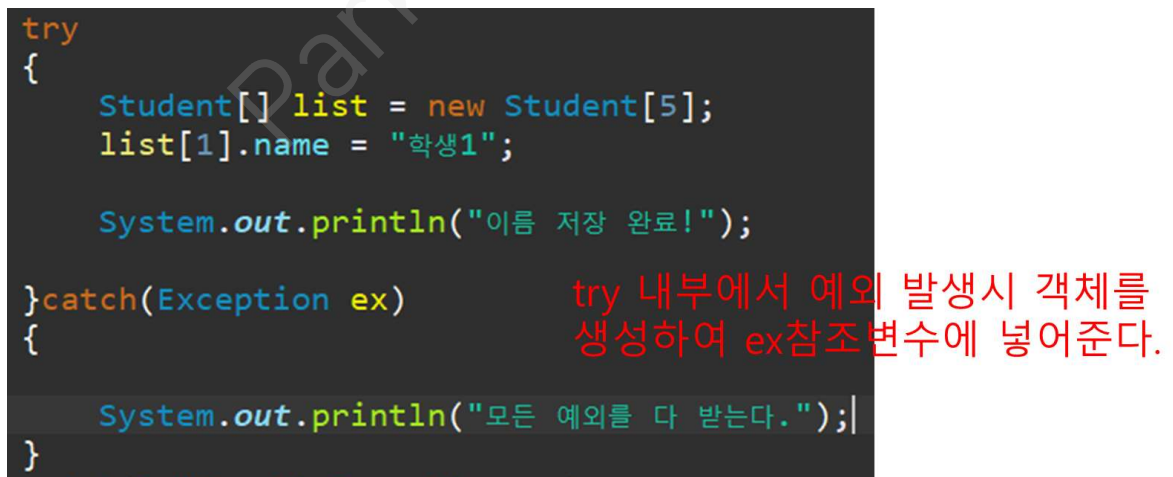 try
{
Student[] list = new Student[5];
list[1].name = "학생1";
System.out.println("이름 저장 완료!");
}catch(Exception ex)
try 내부에서 예외 발생시 객체를
{
생성하여 ex참조변수에 넣어준다.
System.out.println("모든 예외를 다 받는다.");
}